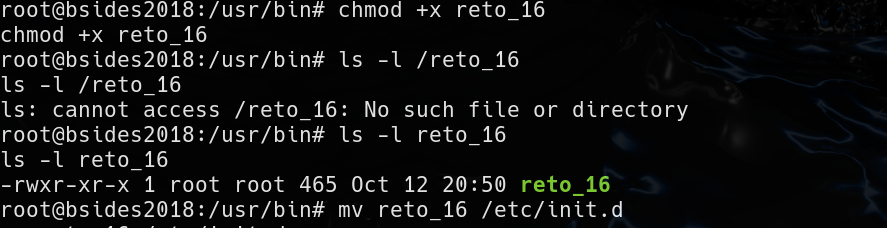 root@bsides2018:/usr/bin# chmod +x reto_16
chmod +x reto_16
root@bsides2018:/usr/bin# ls -l /reto_16
ls -l /reto_16
ls: cannot access /reto_16: No such file or directory
root@bsides2018:/usr/bin# ls -l reto_16
ls -l reto_16
-rwxr-xr-x 1 root root 465 Oct 12 20:50 reto_16
root@bsides2018:/usr/bin# mv reto_16 /etc/init.d